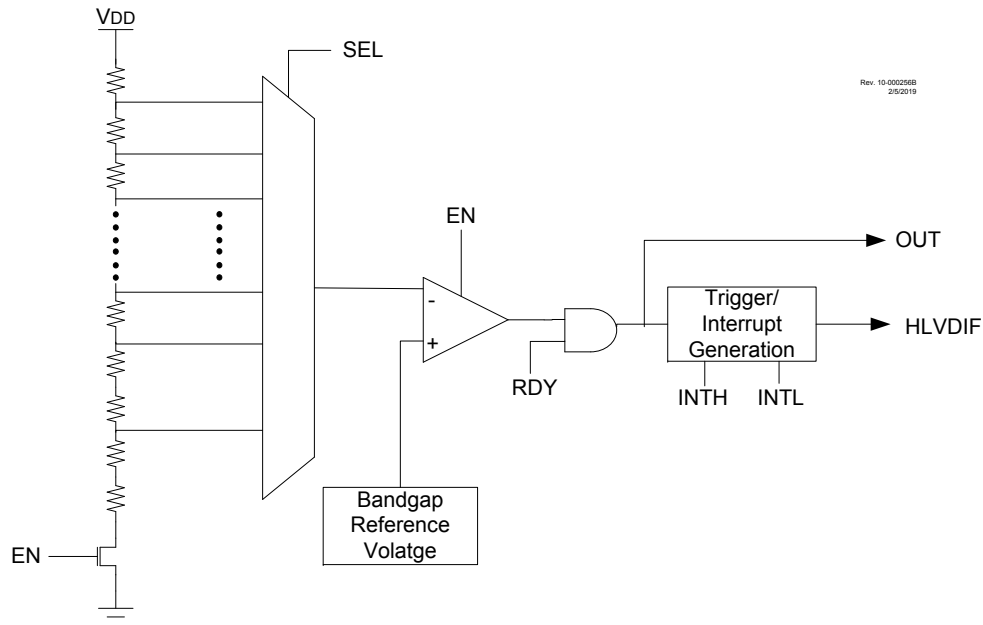 VDD
SEL
Rev. 10-000256B
2/5/2019
EN
OUT
Trigger/
Interrupt
Generation
HLVDIF
RDY
INTH
INTL
Bandgap
Reference
Volatge
EN